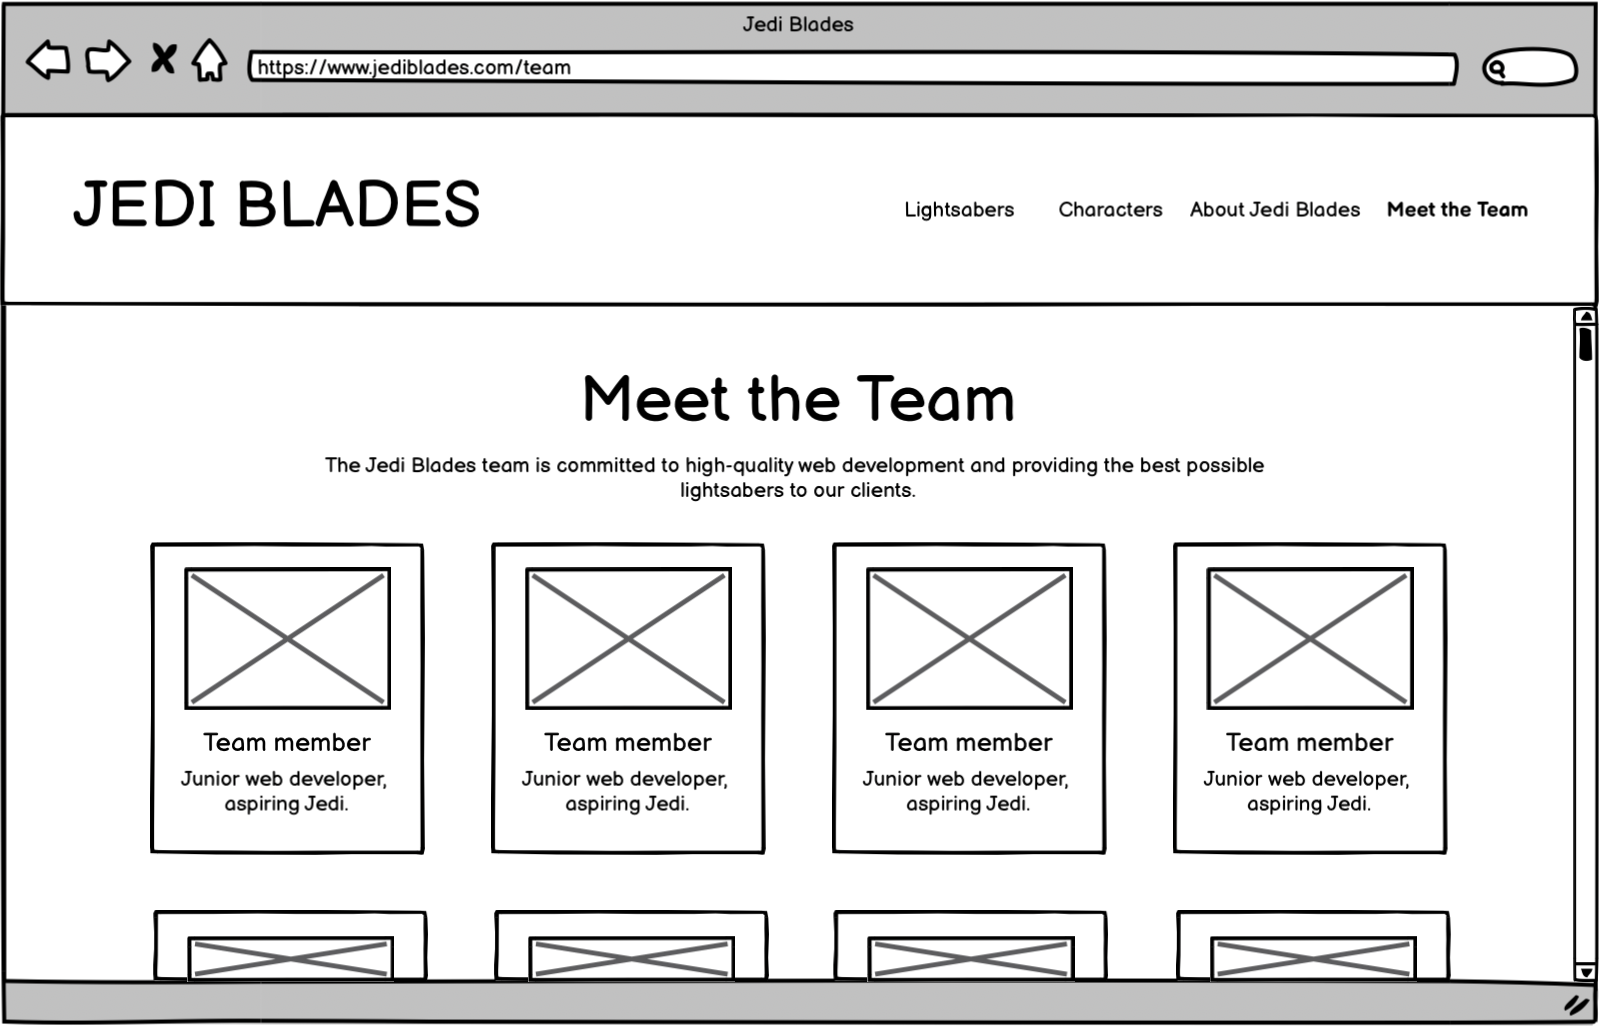 Jedi Blades
https://www.jediblades.com/team
JEDI BLADES
Lightsabers
Characters
About Jedi Blades
Meet the Team
Meet the Team
The Jedi Blades team is committed to high-quality web development and providing the best possible
lightsabers to our clients.
Team member
Junior web developer,
aspiring Jedi.
Team member
Junior web developer,
aspiring Jedi.
Team member
Junior web developer,
aspiring Jedi.
Team member
Junior web developer,
aspiring Jedi.